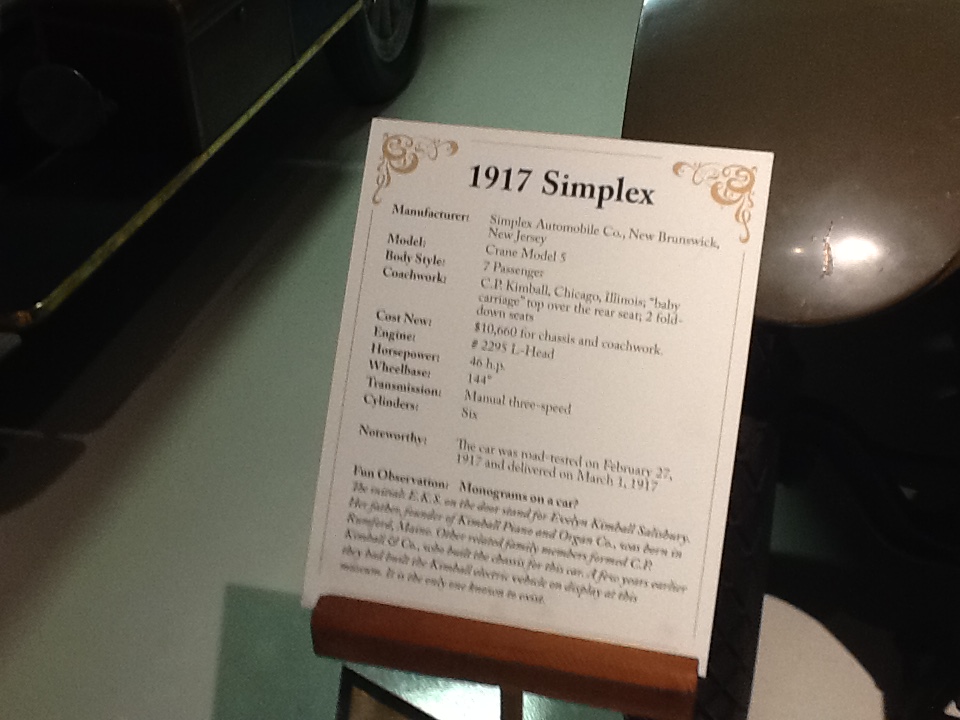 1917 Simplex
Manufacturer: Simplex Automobile Co., New Brunswick,
New Jersey
Model: Crane Model 5
Body Style: 7 Passenger
Coachwork: C.P. Kimball, Chicago, Illinois; "baby
carriage" top over the rear seat; 2 fold-
down seats
Cost New: $10,660 for chassis and coachwork.
Engine: # 2295 L-Head
Horsepower: 46 h.p.
Wheelbase: 144"
Transmission: Manual three-speed
Cylinders: Six
Noteworthy: The car was road-tested on February 27,
1917 and delivered on March 1, 1917
Fun Observation: Monograms on a car?
The initials E.K.S. on the door stand for Evelyn Kimball Salisbury.
Her father, founder of Kimball Piano and Organ Co., was born in
Rumford, Maine. Other related family members formed C.P.
Kimball & Co., who built the chassis for this car. A few years earlier
they had built the Kimball electric vehicle on display at this
museum. It is the only one known to exist.